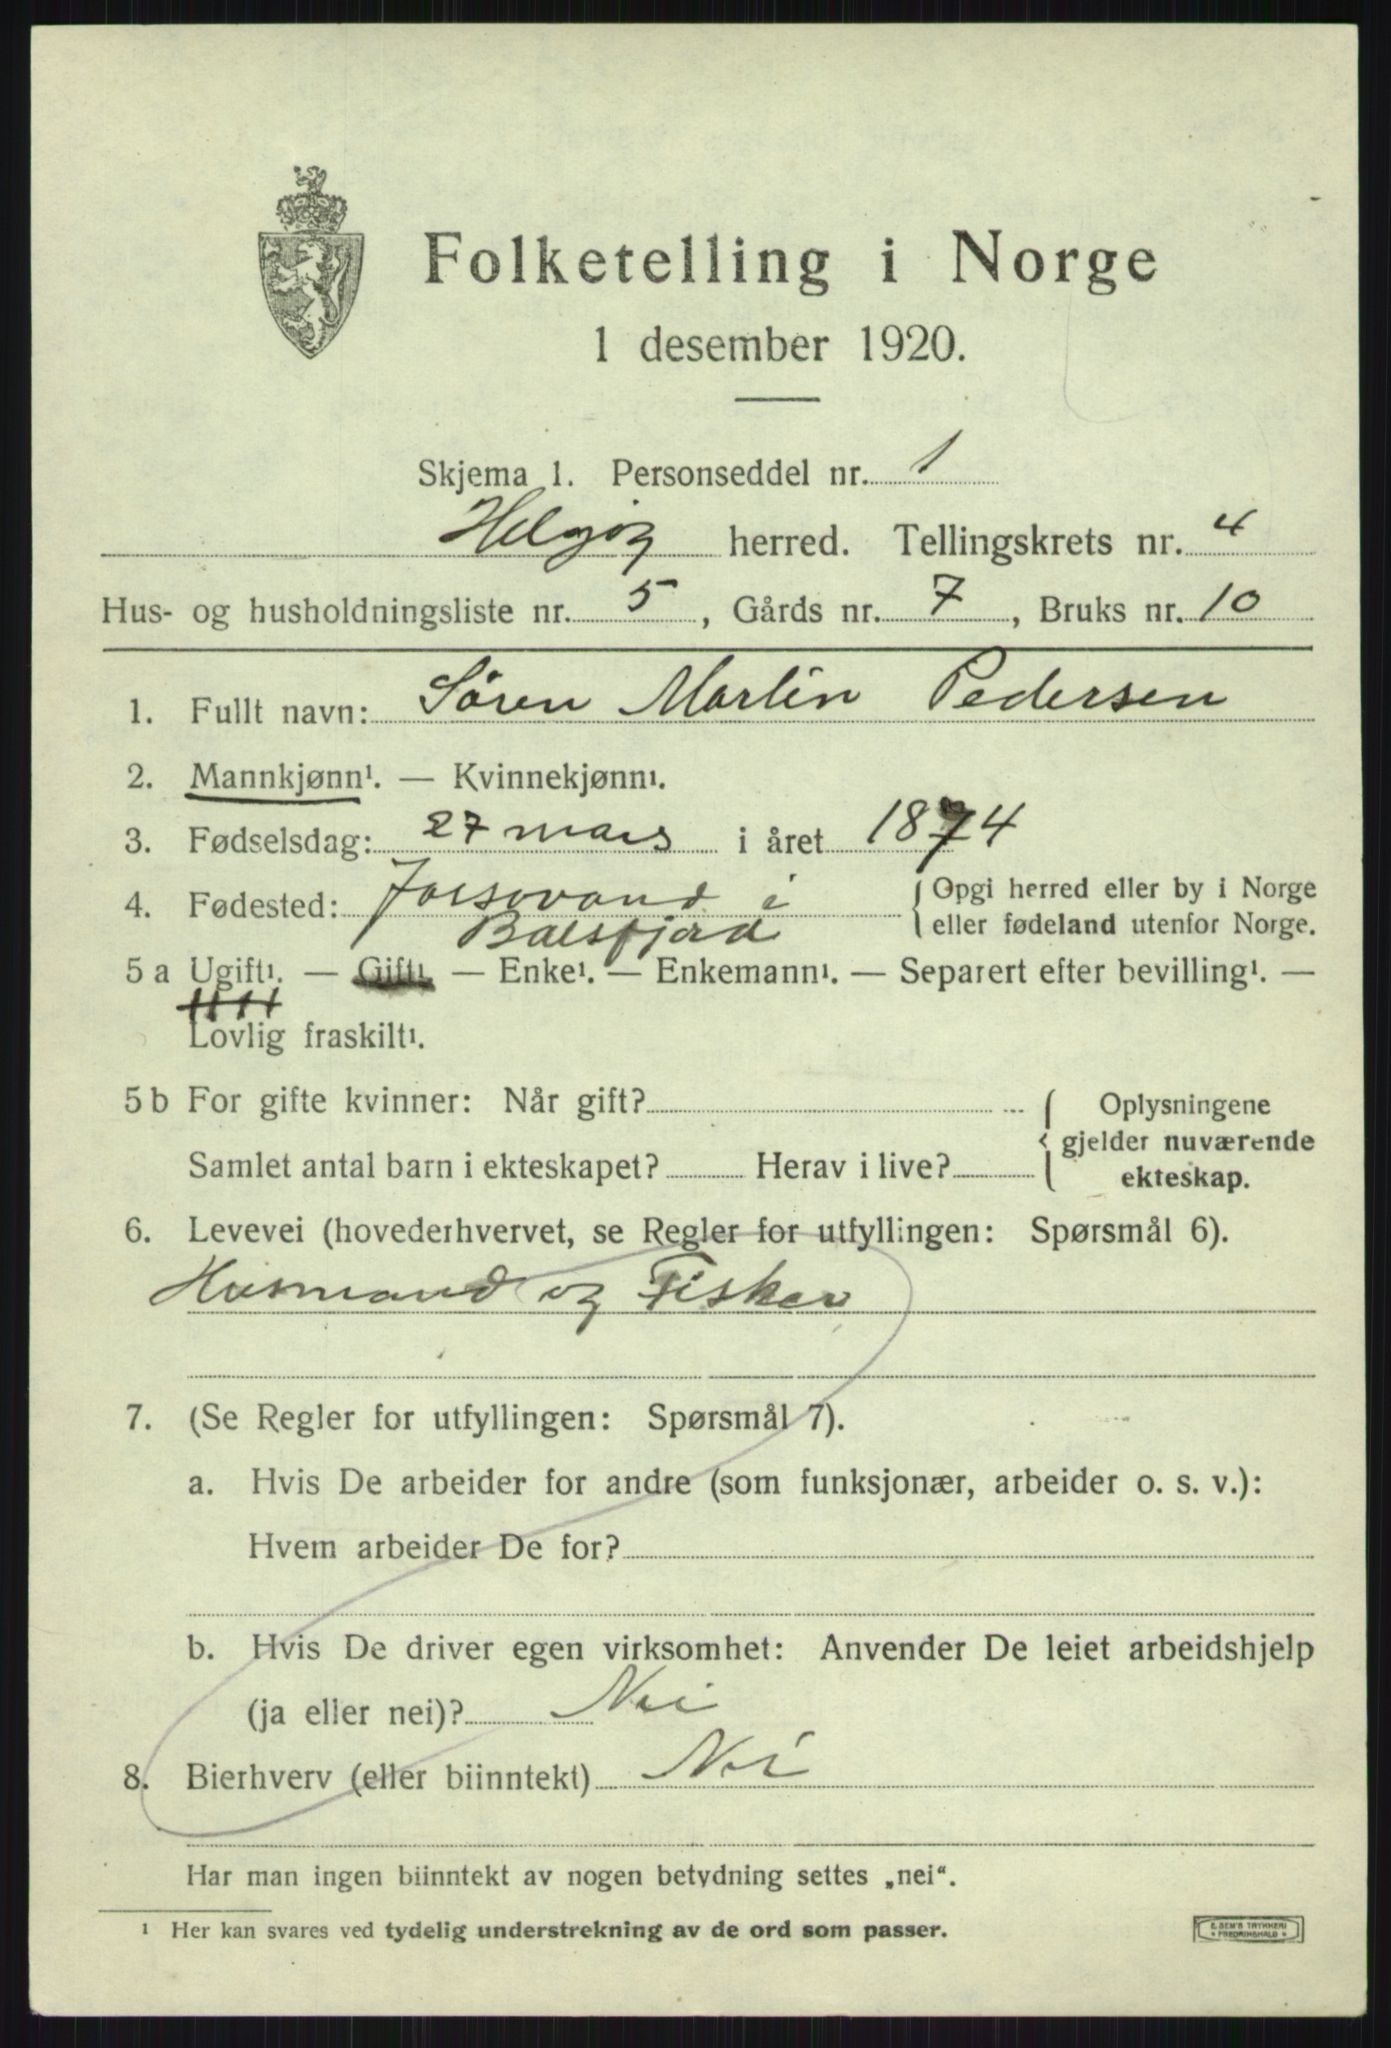 Folketelling i Norge
1 desember 1920.
Skjema 1. Personseddel nr. 1
Helgøy herred. Tellingskrets nr. 4
Hus- og husholdningsliste nr. 5, Gårds nr. 7, Bruks nr. 10
1. Fullt navn: Sören Martin Pedersen
2. Mannkjønn¹. — Kvinnekjønn¹.
3. Fødselsdag: 27 mars i året 1874
4. Fødested: i { Opgi herred eller by i Norge
Balsfjord eller fødeland utenfor Norge.
5 a Ugift¹. — Gift¹ — Enke¹. — Enkemann¹. — Separert efter bevilling¹. —
Lovlig fraskilt¹.
5 b For gifte kvinner: Når gift? { Oplysningene
gjelder nuværende
Samlet antal barn i ekteskapet? Herav i live? ekteskap.
6. Levevei (hovederhvervet, se Regler for utfyllingen: Spørsmål 6).
Husmand og Fisker
7. (Se Regler for utfyllingen: Spørsmål 7).
a. Hvis De arbeider for andre (som funksjonær, arbeider o. s. v.):
Hvem arbeider De for?
b. Hvis De driver egen virksomhet: Anvender De leiet arbeidshjelp
(ja eller nei)? Nei
8. Bierhverv (eller biinntekt) Nei
Har man ingen biinntekt av nogen betydning settes „nei“.
¹ Her kan svares ved tydelig understrekning av de ord som passer.
E. SEM'S TRYKKERI
* FREDRIKSHALD *